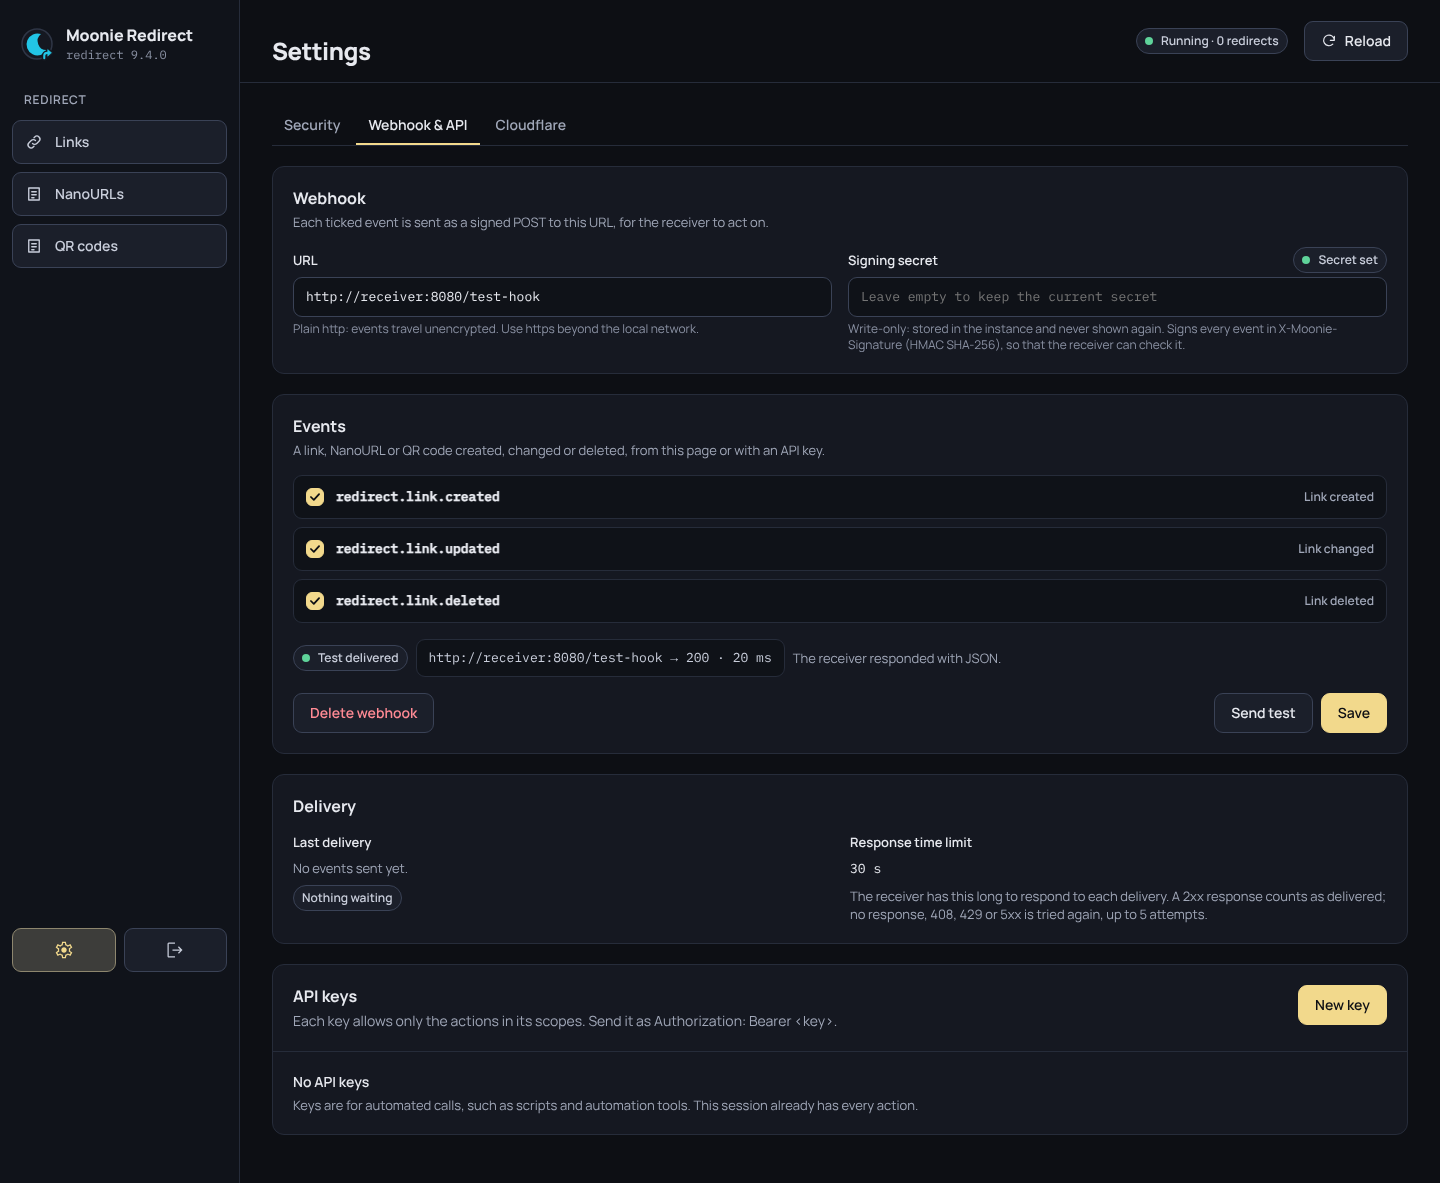 Moonie Redirect
redirect 9.4.0
REDIRECT
Links
NanoURLs
QR codes
Settings
Running · 0 redirects
Reload
Security
Webhook & API
Cloudflare
Webhook
Each ticked event is sent as a signed POST to this URL, for the receiver to act on.
URL
http://receiver:8080/test-hook
Plain http: events travel unencrypted. Use https beyond the local network.
Signing secret
Secret set
Leave empty to keep the current secret
Write-only: stored in the instance and never shown again. Signs every event in X-Moonie-
Signature (HMAC SHA-256), so that the receiver can check it.
Events
A link, NanoURL or QR code created, changed or deleted, from this page or with an API key.
redirect.link.created
Link created
redirect.link.updated
Link changed
redirect.link.deleted
Link deleted
Test delivered
http://receiver:8080/test-hook → 200 · 20 ms
The receiver responded with JSON.
Delete webhook
Send test
Save
Delivery
Last delivery
No events sent yet.
Nothing waiting
Response time limit
30 s
The receiver has this long to respond to each delivery. A 2xx response counts as delivered;
no response, 408, 429 or 5xx is tried again, up to 5 attempts.
API keys
Each key allows only the actions in its scopes. Send it as Authorization: Bearer <key>.
New key
No API keys
Keys are for automated calls, such as scripts and automation tools. This session already has every action.